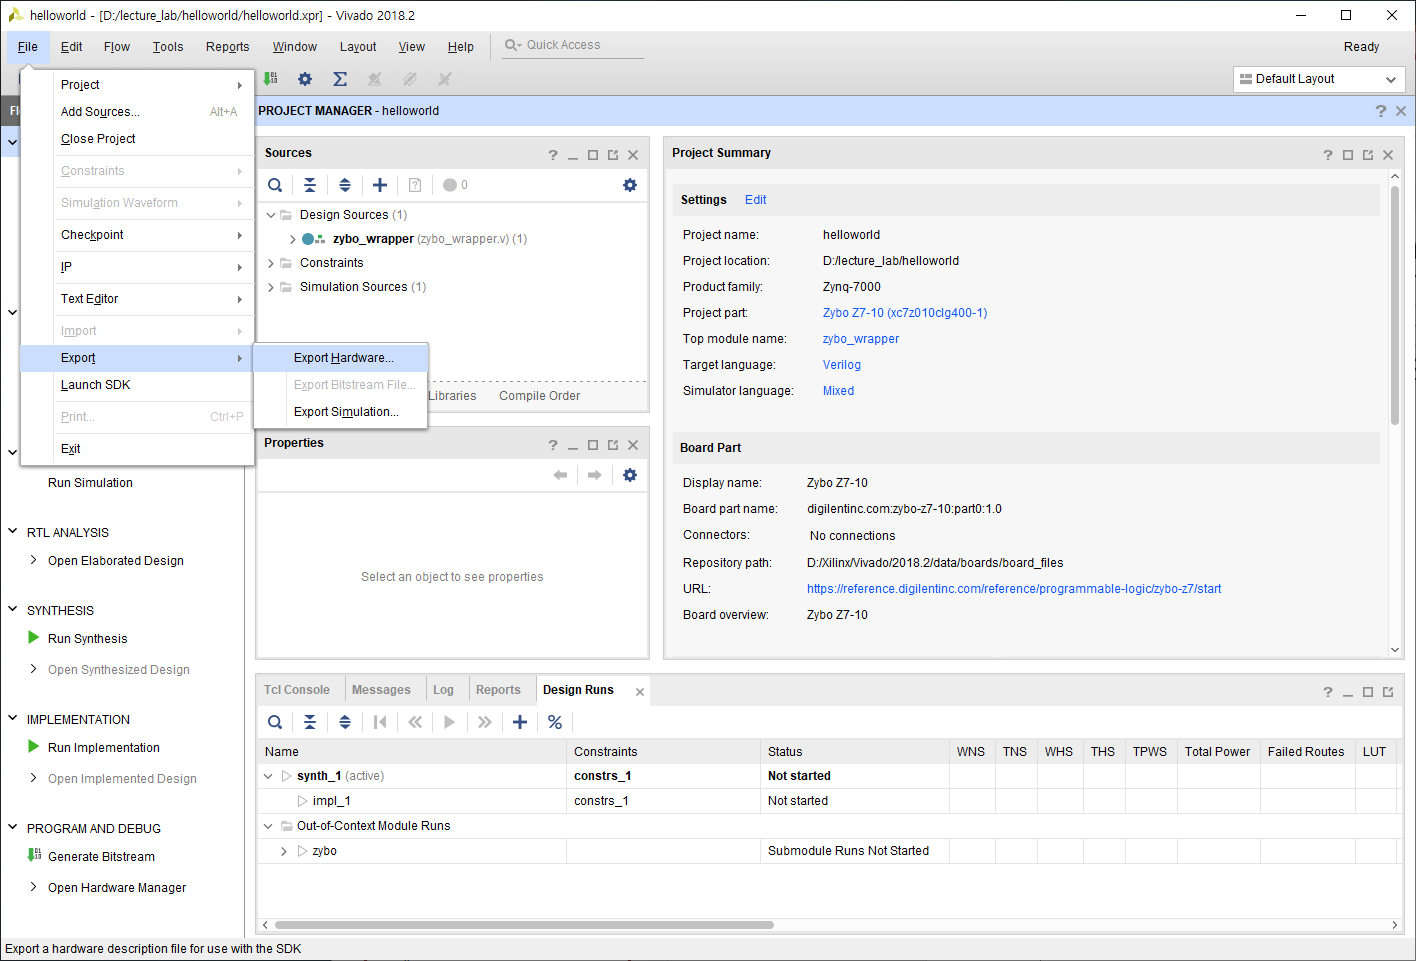 helloworld - [D:/lecture_lab/helloworld/helloworld.xpr] - Vivado 2018.2
File Edit Flow Tools Reports Window Layout View Help Quick Access Ready
Default Layout
PROJECT MANAGER - helloworld
Project
Add Sources... Alt+A
Close Project
Constraints
Simulation Waveform
Checkpoint
IP
Text Editor
Import
Export
Launch SDK
Print... Ctrl+P
Exit
Export Hardware...
Export Bitstream File...
Export Simulation...
Run Simulation
RTL ANALYSIS
Open Elaborated Design
SYNTHESIS
Run Synthesis
Open Synthesized Design
IMPLEMENTATION
Run Implementation
Open Implemented Design
PROGRAM AND DEBUG
Generate Bitstream
Open Hardware Manager
Sources
0
Design Sources (1)
zybo_wrapper (zybo_wrapper.v) (1)
Constraints
Simulation Sources (1)
Libraries Compile Order
Properties
Select an object to see properties
Project Summary
Settings Edit
Project name: helloworld
Project location: D:/lecture_lab/helloworld
Product family: Zynq-7000
Project part: Zybo Z7-10 (xc7z010clg400-1)
Top module name: zybo_wrapper
Target language: Verilog
Simulator language: Mixed
Board Part
Display name: Zybo Z7-10
Board part name: digilentinc.com:zybo-z7-10:part0:1.0
Connectors: No connections
Repository path: D:/Xilinx/Vivado/2018.2/data/boards/board_files
URL: https://reference.digilentinc.com/reference/programmable-logic/zybo-z7/start
Board overview: Zybo Z7-10
Tcl Console Messages Log Reports Design Runs
Name Constraints Status WNS TNS WHS THS TPWS Total Power Failed Routes LUT
synth_1 (active) constrs_1 Not started
impl_1 constrs_1 Not started
Out-of-Context Module Runs
zybo Submodule Runs Not Started
Export a hardware description file for use with the SDK